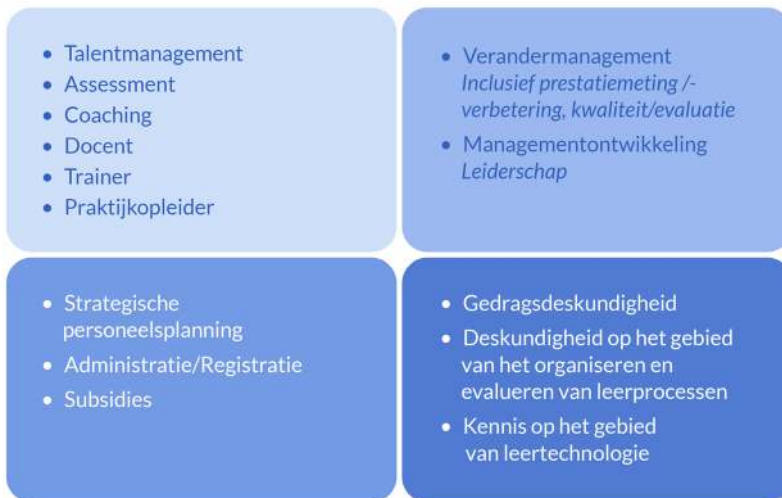 • Talentmanagement
• Assessment
• Coaching
• Docent
• Trainer
• Praktijkopleider
• Verandermanagement
Inclusief prestatiemeting /-
verbetering, kwaliteit/evaluatie
• Managementontwikkeling
Leiderschap
• Strategische
personeelsplanning
• Administratie/Registratie
• Subsidies
• Gedragsdeskundigheid
• Deskundigheid op het gebied
van het organiseren en
evalueren van leerprocessen
• Kennis op het gebied
van leertechnologie